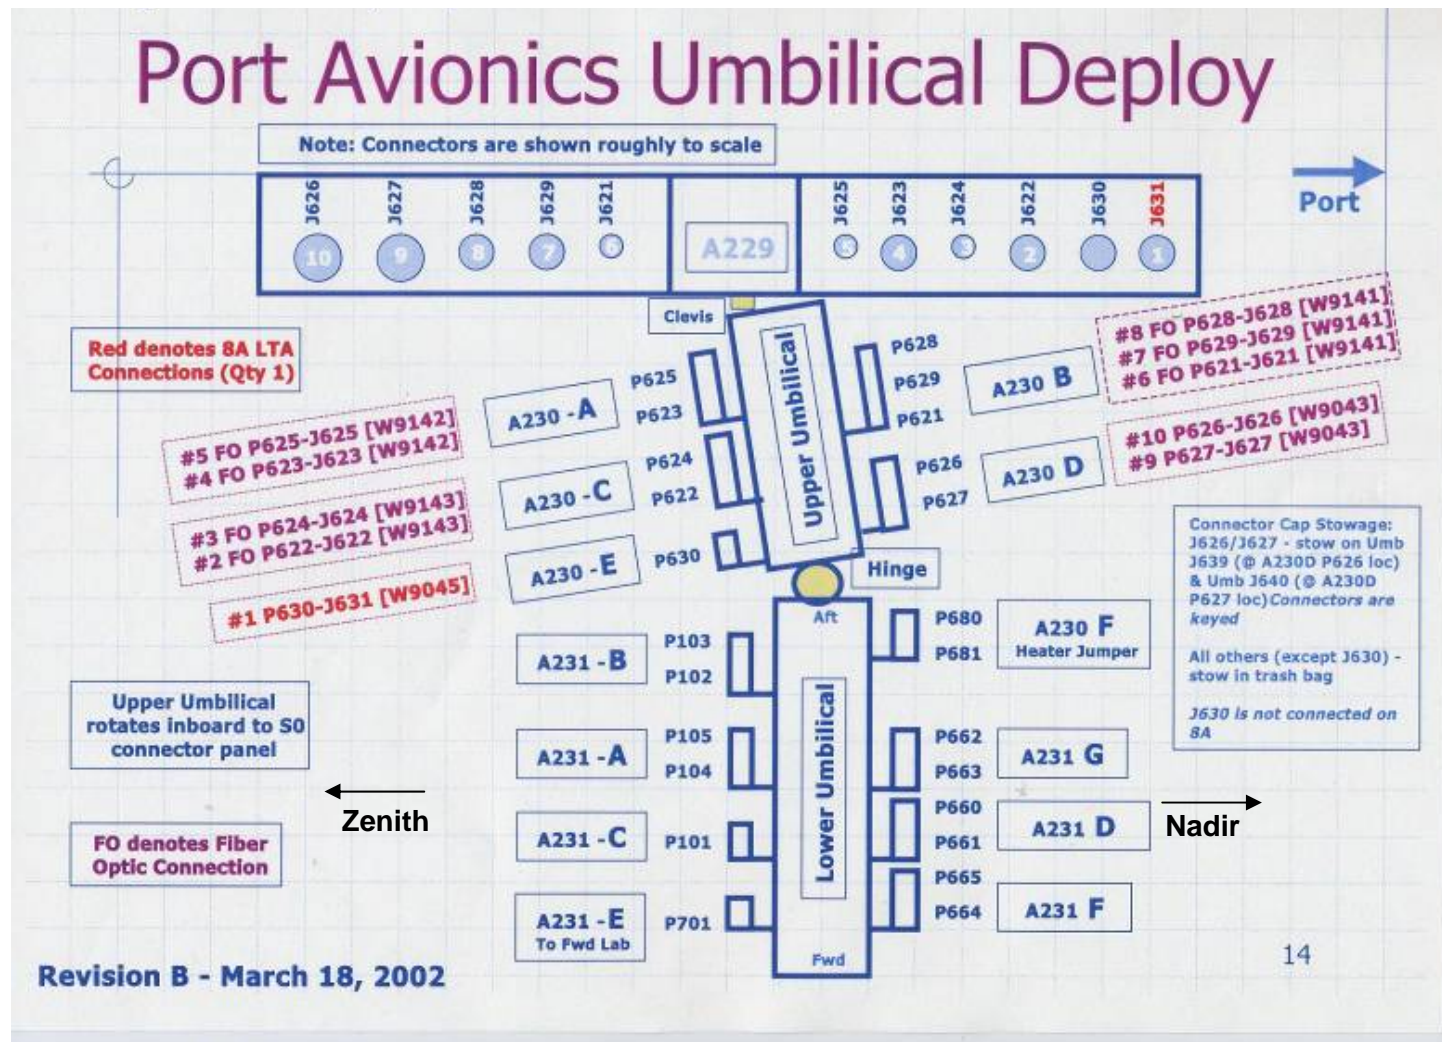 Port Avionics Umbilical Deploy
Note: Connectors are shown roughly to scale
Port
J626
J627
J628
J629
J621
J625
J623
J624
J622
J630
J631
10
9
8
7
6
A229
5
4
3
2
1
Clevis
Red denotes 8A LTA
Connections (Qty 1)
#5 FO P625-J625 [W9142]
#4 FO P623-J623 [W9142]
A230 -A
P625
P623
#3 FO P624-J624 [W9143]
#2 FO P622-J622 [W9143]
A230 -C
P624
P622
#1 P630-J631 [W9045]
A230 -E
P630
Upper Umbilical
P628
P629
P621
A230 B
#8 FO P628-J628 [W9141]
#7 FO P629-J629 [W9141]
#6 FO P621-J621 [W9141]
P626
P627
A230 D
#10 P626-J626 [W9043]
#9 P627-J627 [W9043]
Hinge
Connector Cap Stowage:
J626/J627 - stow on Umb
J639 (@ A230D P626 loc)
& Umb J640 (@ A230D
P627 loc)Connectors are
keyed
All others (except J630) -
stow in trash bag
J630 is not connected on
8A
Upper Umbilical
rotates inboard to S0
connector panel
Zenith
FO denotes Fiber
Optic Connection
A231 -B
P103
P102
A231 -A
P105
P104
A231 -C
P101
A231 -E
To Fwd Lab
P701
Aft
Lower Umbilical
Fwd
P680
P681
A230 F
Heater Jumper
P662
P663
A231 G
P660
P661
A231 D
P665
P664
A231 F
Nadir
14
Revision B - March 18, 2002